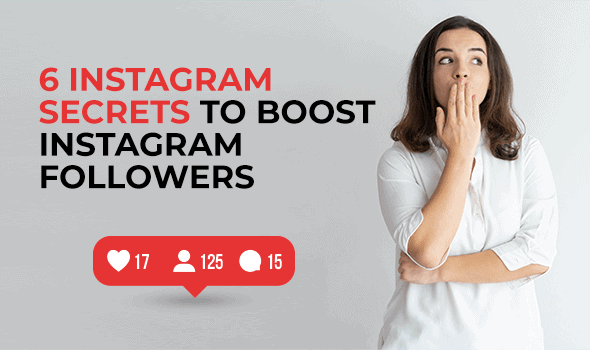 6 INSTAGRAM
SECRETS TO BOOST
INSTAGRAM
FOLLOWERS
17 125 15